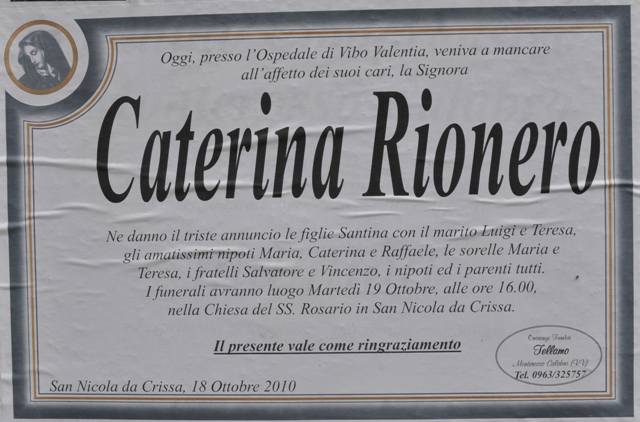 Oggi, presso l'Ospedale di Vibo Valentia, veniva a mancare
all'affetto dei suoi cari, la Signora
Caterina Rionero
Ne danno il triste annuncio le figlie Santina con il marito Luigi e Teresa,
gli amatissimi nipoti Maria, Caterina e Raffaele, le sorelle Maria e
Teresa, i fratelli Salvatore e Vincenzo, i nipoti ed i parenti tutti.
I funerali avranno luogo Martedì 19 Ottobre, alle ore 16.00,
nella Chiesa del SS. Rosario in San Nicola da Crissa.
Il presente vale come ringraziamento
San Nicola da Crissa, 18 Ottobre 2010
Onoranze Funebri
Tellamo
(VV)
Tel. 0963/325757